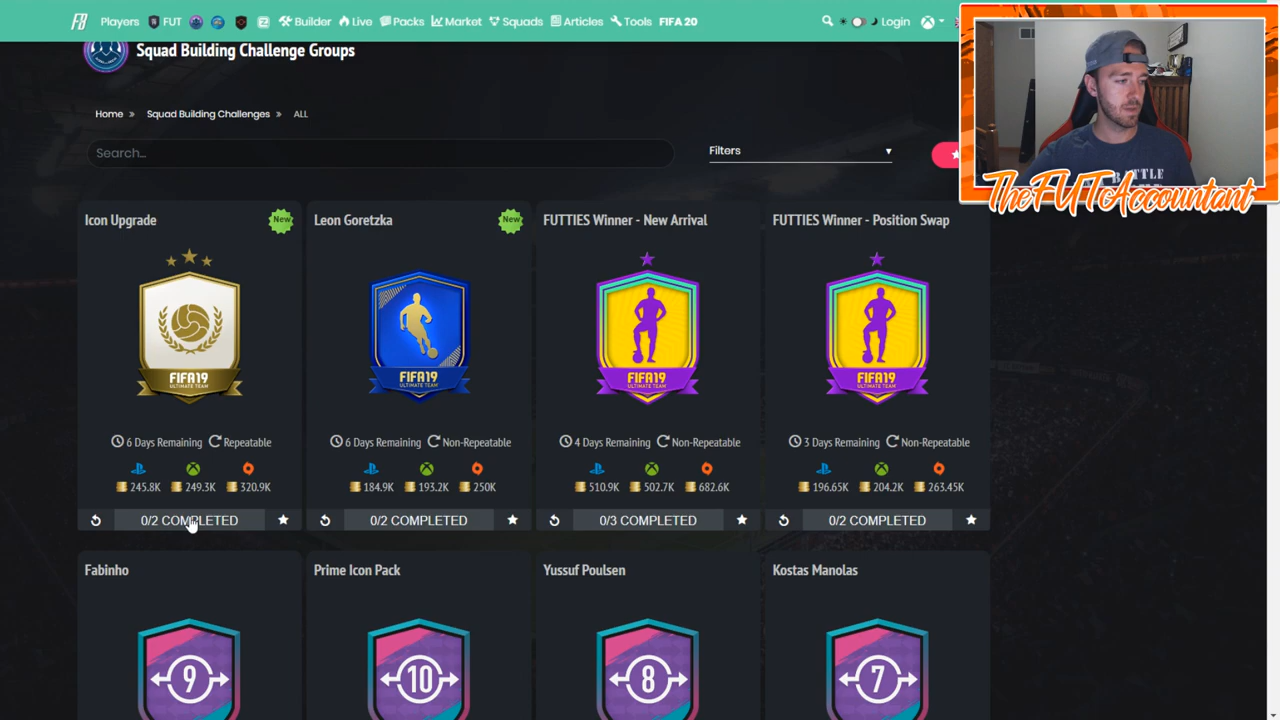 FB Players FUT Builder Live Packs Market Squads Articles Tools FIFA 20 Login
Squad Building Challenge Groups
Home » Squad Building Challenges » ALL
Search... Filters
BATTLE
TheFUTAccountant
Icon Upgrade New Leon Goretzka New FUTTIES Winner - New Arrival FUTTIES Winner - Position Swap
FIFA19 FIFA19 FIFA19 FIFA19
ULTIMATE TEAM ULTIMATE TEAM ULTIMATE TEAM ULTIMATE TEAM
6 Days Remaining Repeatable 6 Days Remaining Non-Repeatable 4 Days Remaining Non-Repeatable 3 Days Remaining Non-Repeatable
245.8K 249.3K 320.9K 184.9K 193.2K 250K 510.9K 502.7K 682.6K 196.65K 204.2K 263.45K
0/2 COMPLETED 0/2 COMPLETED 0/3 COMPLETED 0/2 COMPLETED
Fabinho Prime Icon Pack Yussuf Poulsen Kostas Manolas
9 10 8 7